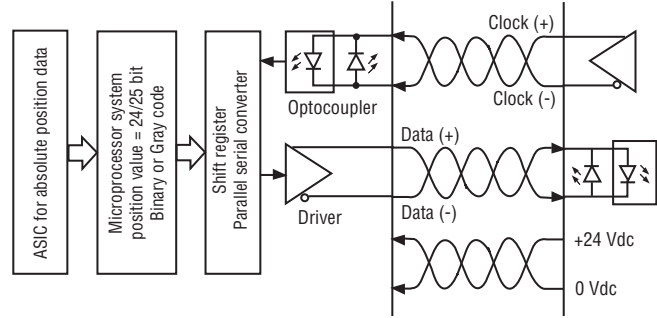 ASIC for absolute position data
Microprocessor system
position value = 24/25 bit
Binary or Gray code
Shift register
Parallel serial converter
Optocoupler
Driver
Clock (+)
Clock (-)
Data (+)
Data (-)
+24 Vdc
0 Vdc